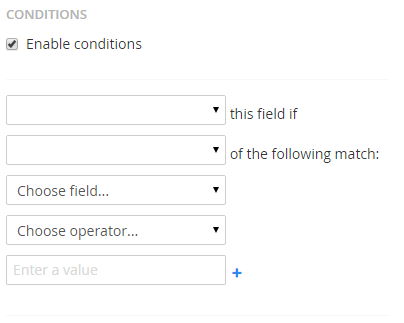 CONDITIONS
Enable conditions
this field if
of the following match:
Choose field...
Choose operator...
Enter a value
+